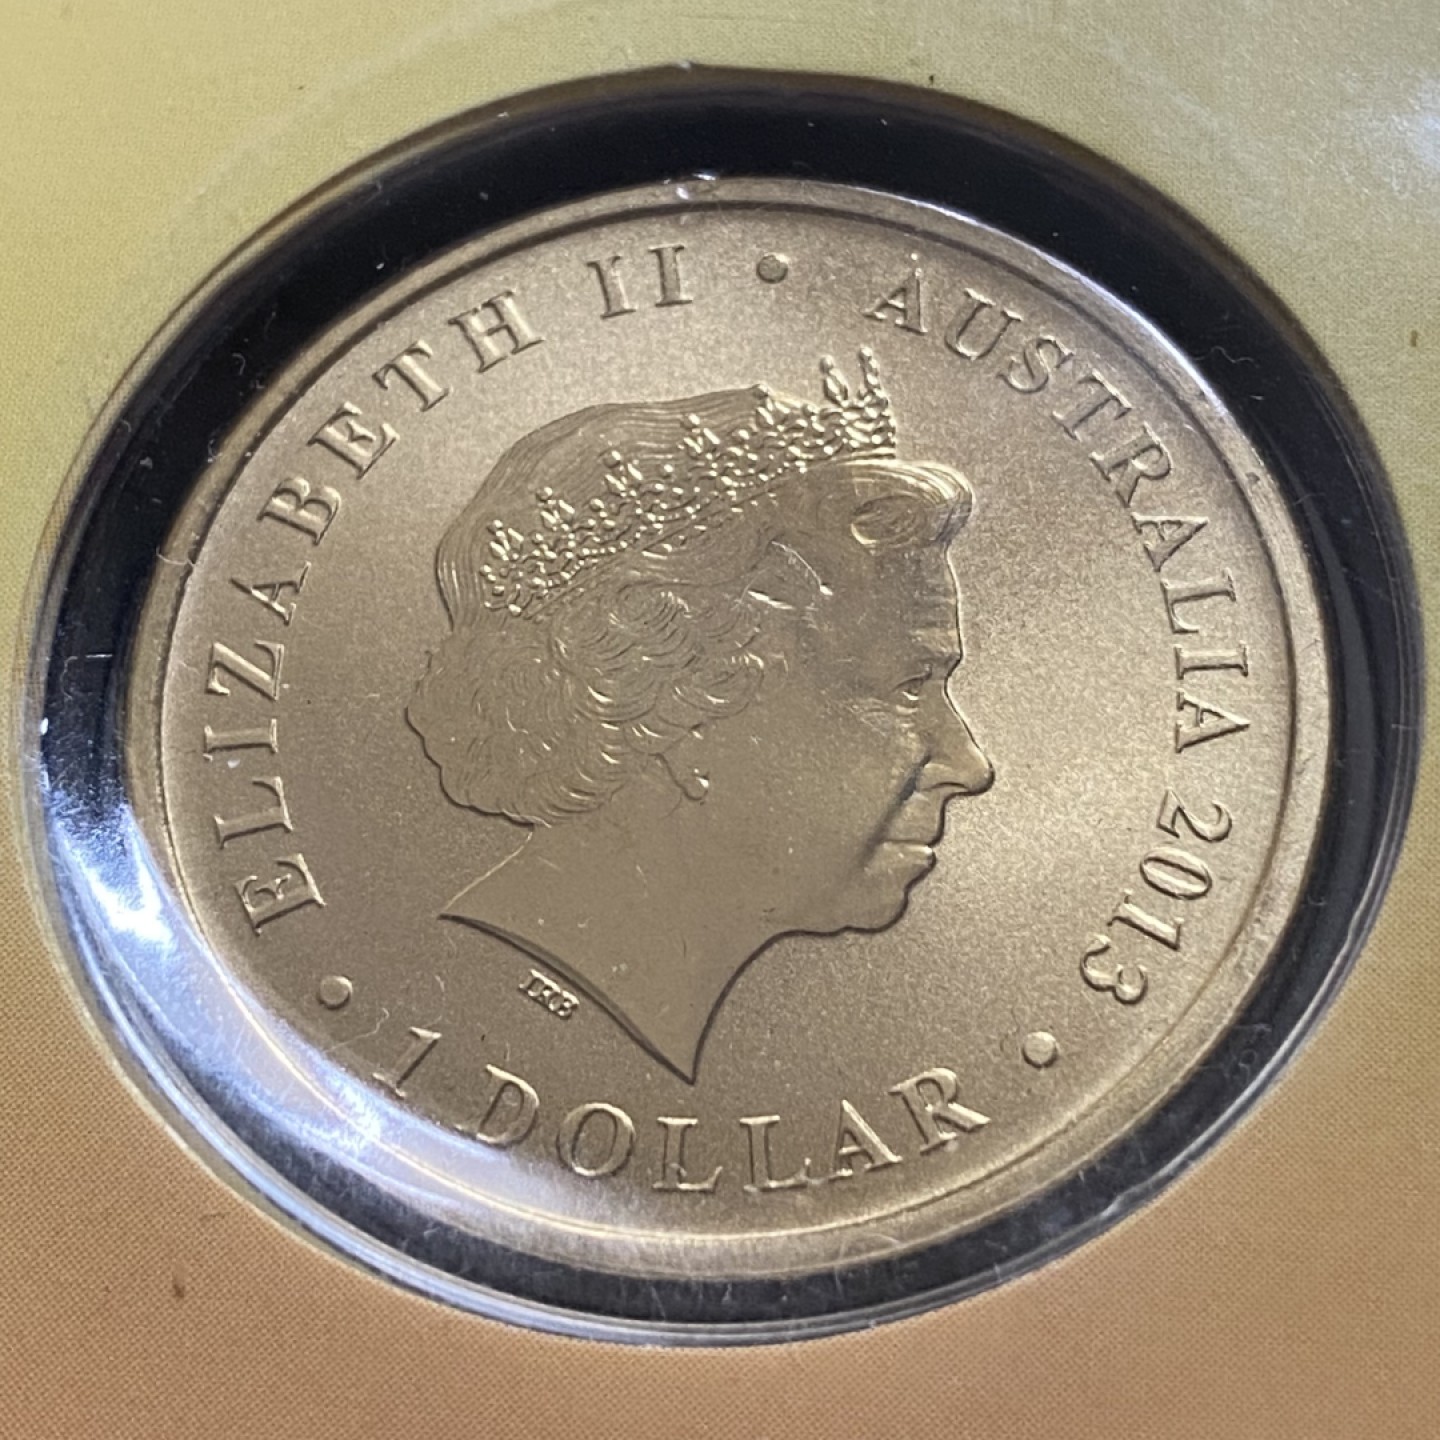 ELIZABETH II • AUSTRALIA 2013
• 1 DOLLAR •
IRB